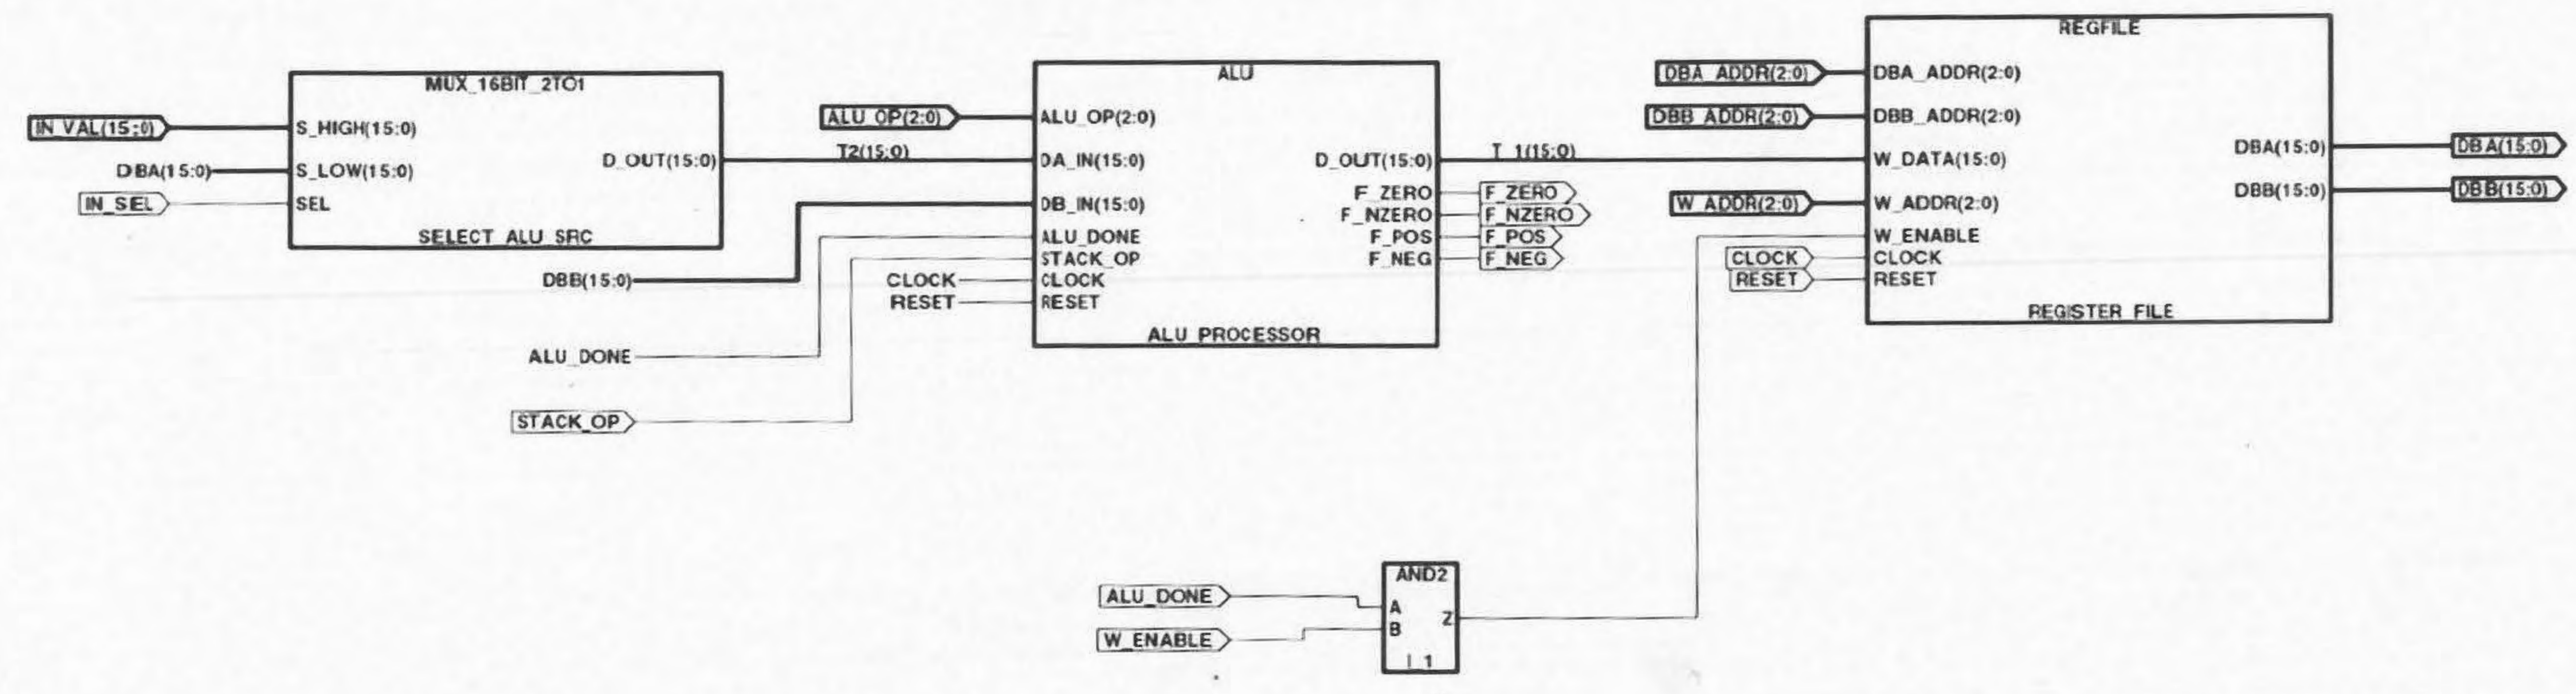 MUX_16BIT_2TO1
IN_VAL(15:0)
S_HIGH(15:0)
DBA(15:0)
S_LOW(15:0)
D_OUT(15:0)
IN_SEL
SEL
SELECT_ALU_SRC
T2(15:0)
DBB(15:0)
ALU_DONE
STACK_OP
ALU
ALU_OP(2:0)
ALU_OP(2:0)
DA_IN(15:0)
DB_IN(15:0)
ALU_DONE
STACK_OP
CLOCK
CLOCK
RESET
RESET
D_OUT(15:0)
F_ZERO
F_ZERO
F_NZERO
F_NZERO
F_POS
F_POS
F_NEG
F_NEG
ALU_PROCESSOR
T_1(15:0)
REGFILE
DBA_ADDR(2:0)
DBA_ADDR(2:0)
DBB_ADDR(2:0)
DBB_ADDR(2:0)
W_DATA(15:0)
W_ADDR(2:0)
W_ADDR(2:0)
W_ENABLE
CLOCK
CLOCK
RESET
RESET
DBA(15:0)
DBA(15:0)
DBB(15:0)
DBB(15:0)
REGISTER_FILE
AND2
ALU_DONE
A
W_ENABLE
B
Z
I_1